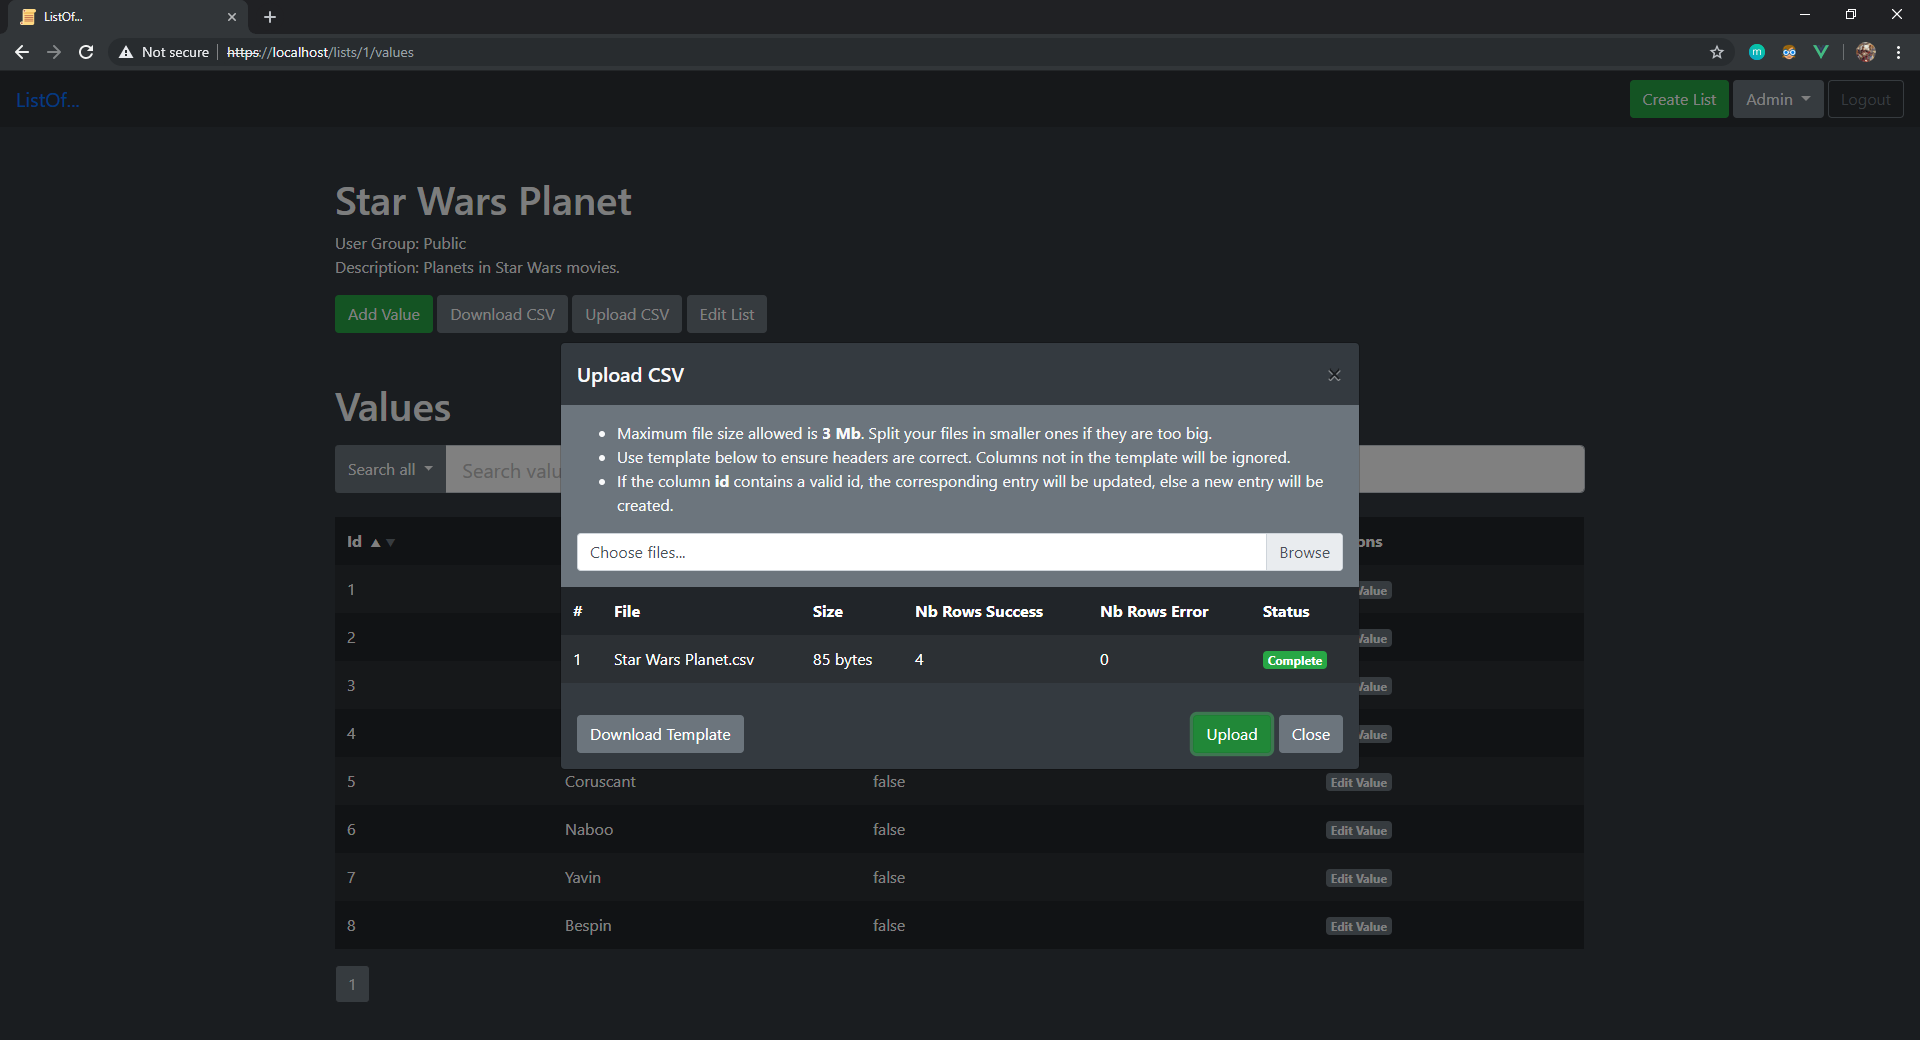 ListOf...
Not secure | https://localhost/lists/1/values
ListOf...
Create List
Admin
Logout
Star Wars Planet
User Group: Public
Description: Planets in Star Wars movies.
Add Value
Download CSV
Upload CSV
Edit List
Upload CSV
Maximum file size allowed is 3 Mb. Split your files in smaller ones if they are too big.
Use template below to ensure headers are correct. Columns not in the template will be ignored.
If the column id contains a valid id, the corresponding entry will be updated, else a new entry will be
created.
Choose files...
Browse
# File Size Nb Rows Success Nb Rows Error Status
1 Star Wars Planet.csv 85 bytes 4 0 Complete
Download Template
Upload
Close
Values
Search all
Search valu
Id ons
1 Value
2 Value
3 Value
4 Value
5 Coruscant false Edit Value
6 Naboo false Edit Value
7 Yavin false Edit Value
8 Bespin false Edit Value
1